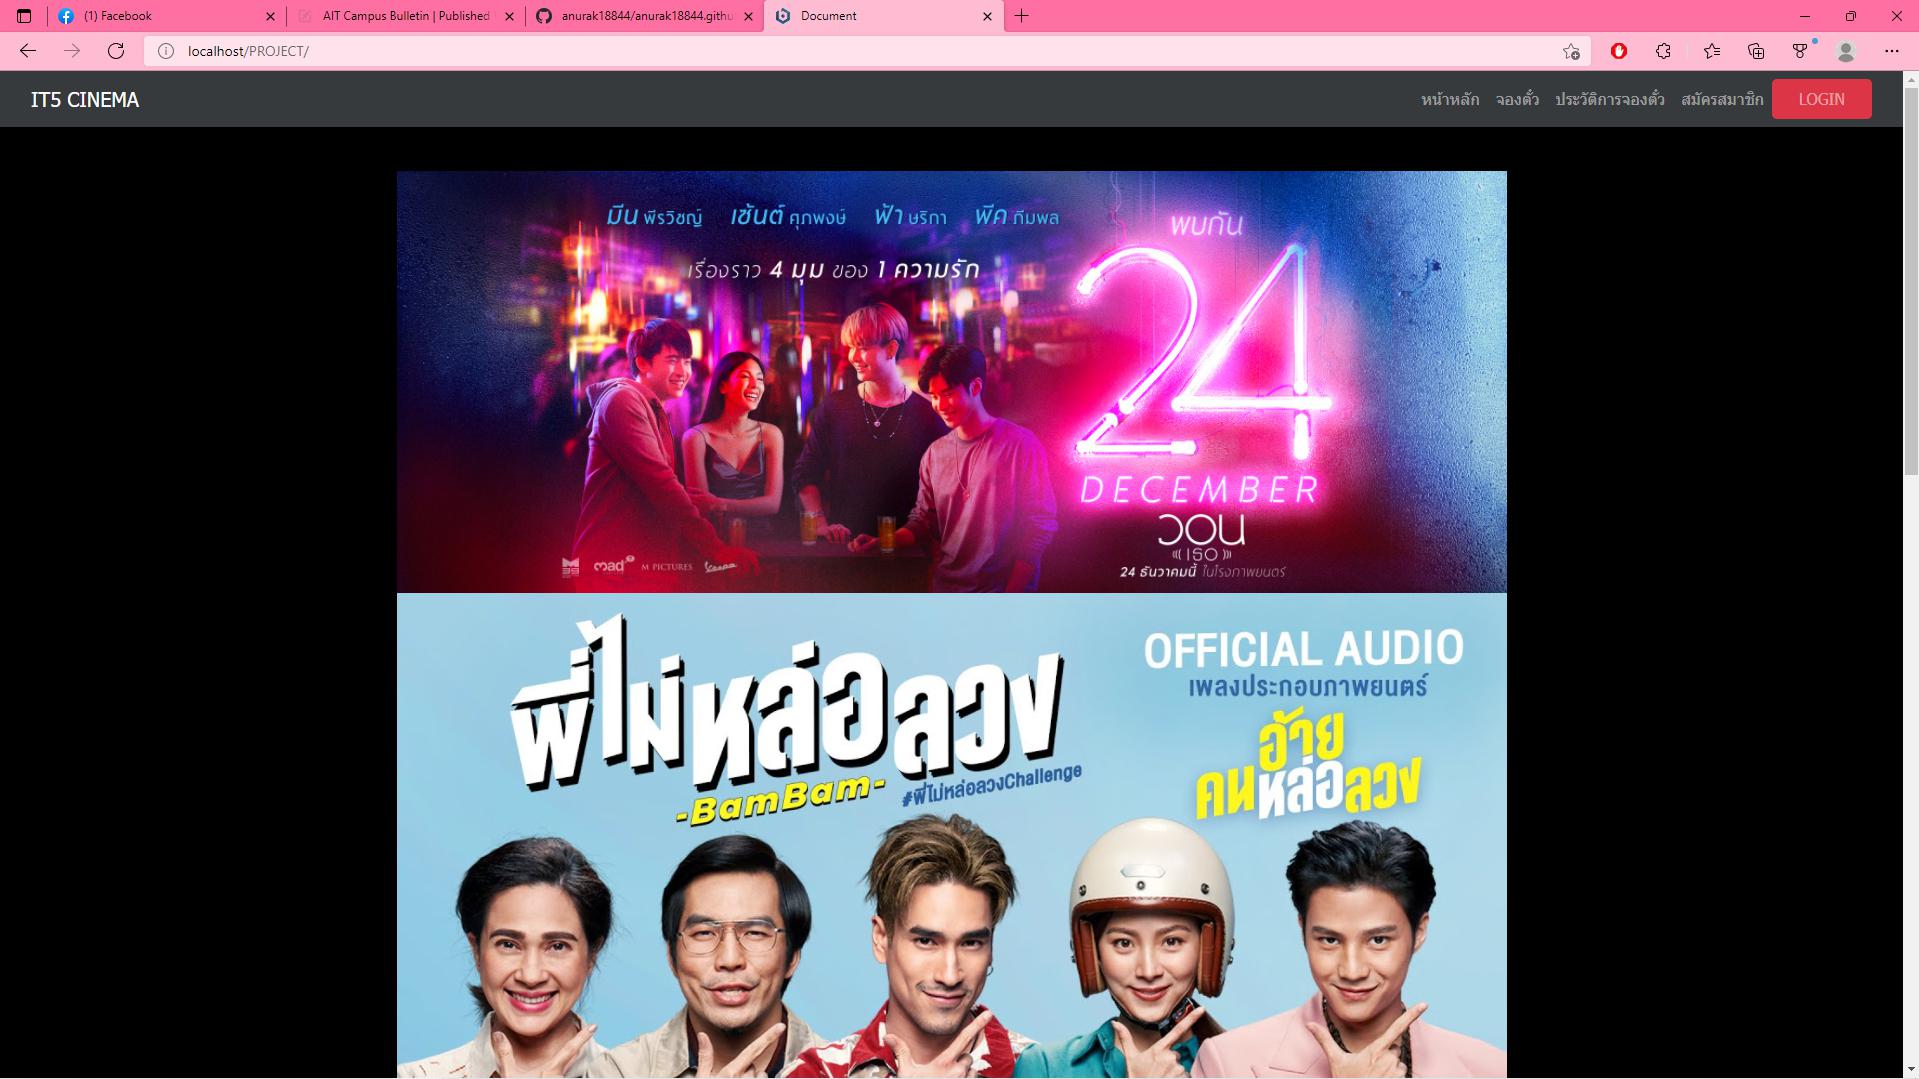 (1) Facebook
AIT Campus Bulletin | Published
anurak18844/anurak18844.githu
Document
localhost/PROJECT/
IT5 CINEMA
หน้าหลัก
จองตั๋ว
ประวัติการจองตั๋ว
สมัครสมาชิก
LOGIN
มีน พีรวิชญ์ เซ้นต์ ศุภพงษ์ ฟ้า ษริกา พีค ภีมพล
เรื่องราว 4 มุม ของ 1 ความรัก
พบกัน
24
DECEMBER
วอน
(เธอ)
24 ธันวาคมนี้ ในโรงภาพยนตร์
M39 mad M PICTURES Vespa
พี่ไม่หล่อลวง
-BamBam-
#พี่ไม่หล่อลวงChallenge
OFFICIAL AUDIO
เพลงประกอบภาพยนตร์
อ้าย
คนหล่อลวง